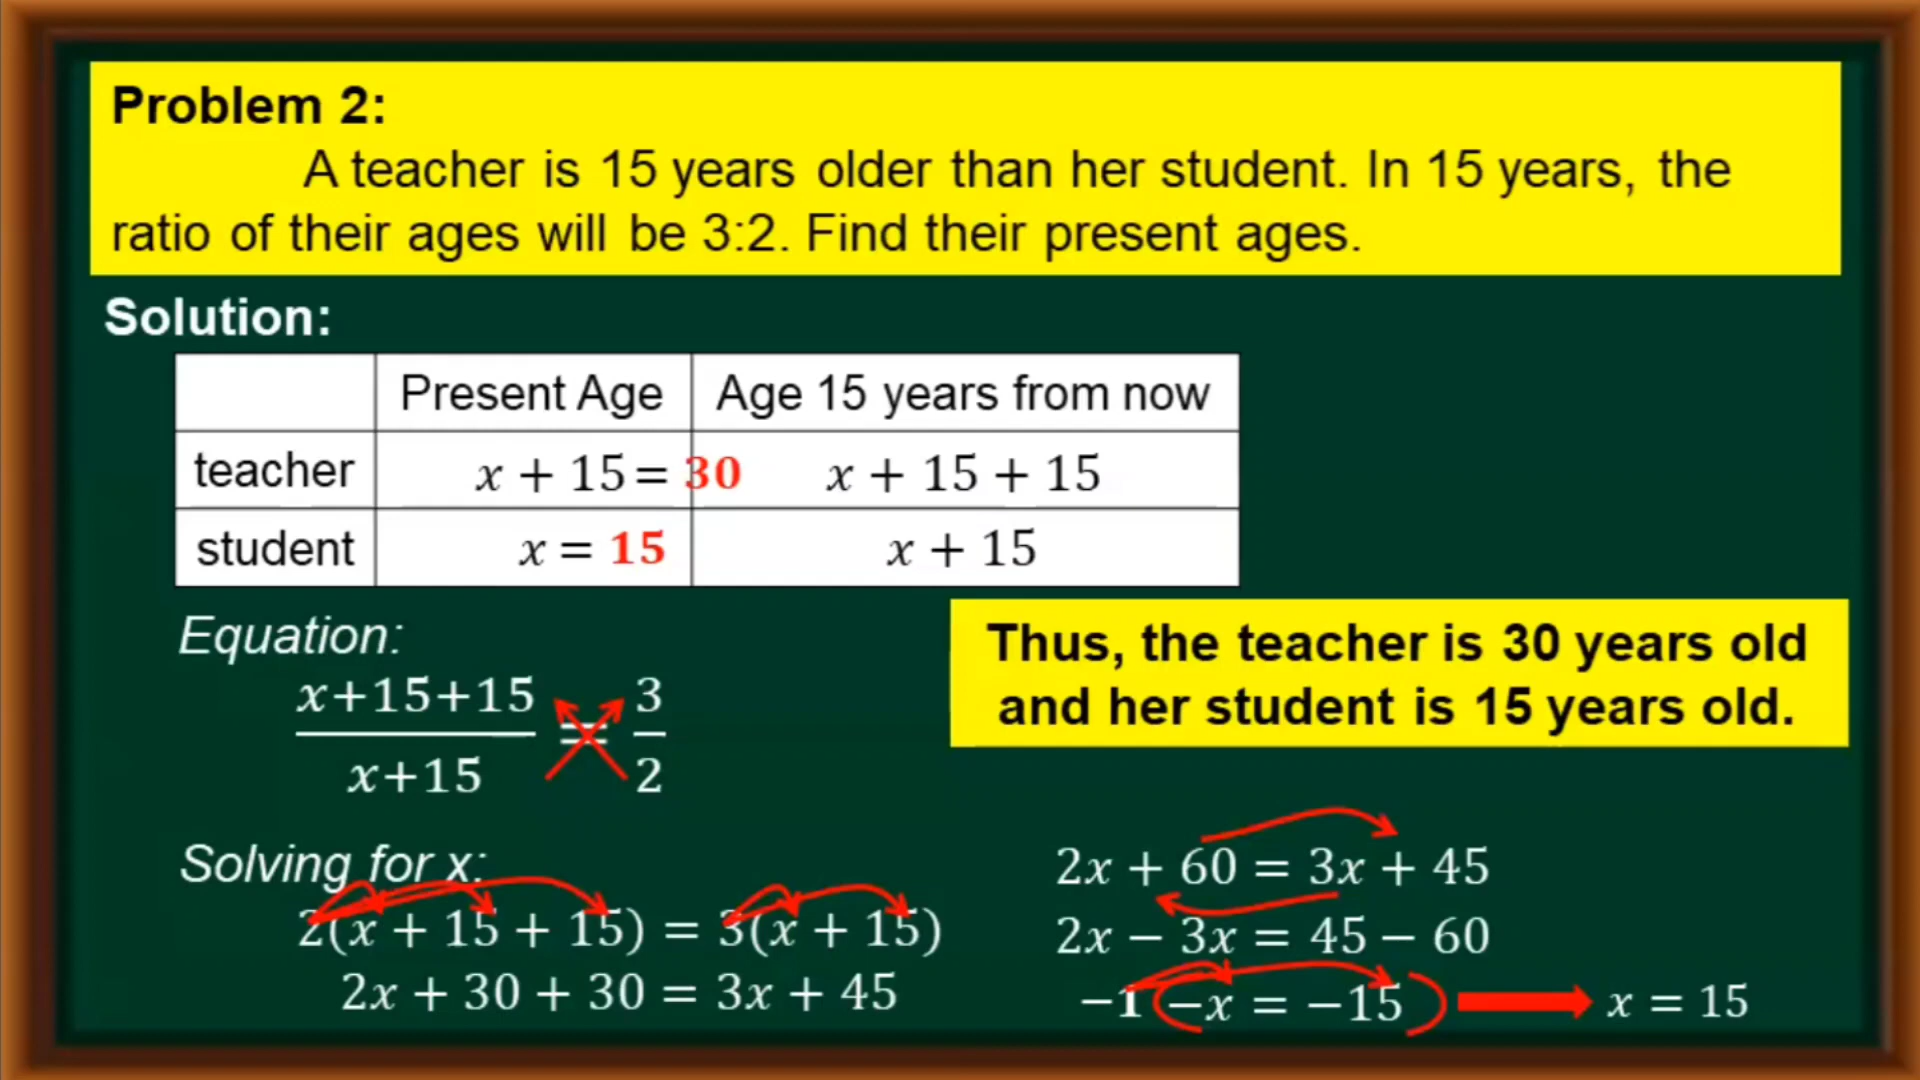 Problem 2:
A teacher is 15 years older than her student. In 15 years, the
ratio of their ages will be 3:2. Find their present ages.
Solution:
Present Age Age 15 years from now
teacher x + 15 = 30 x + 15 + 15
student x = 15 x + 15
Equation:
x+15+15 = 3
x+15 2
Thus, the teacher is 30 years old
and her student is 15 years old.
Solving for x:
2(x + 15 + 15) = 3(x + 15)
2x + 30 + 30 = 3x + 45
2x + 60 = 3x + 45
2x − 3x = 45 − 60
−1(−x = −15) x = 15